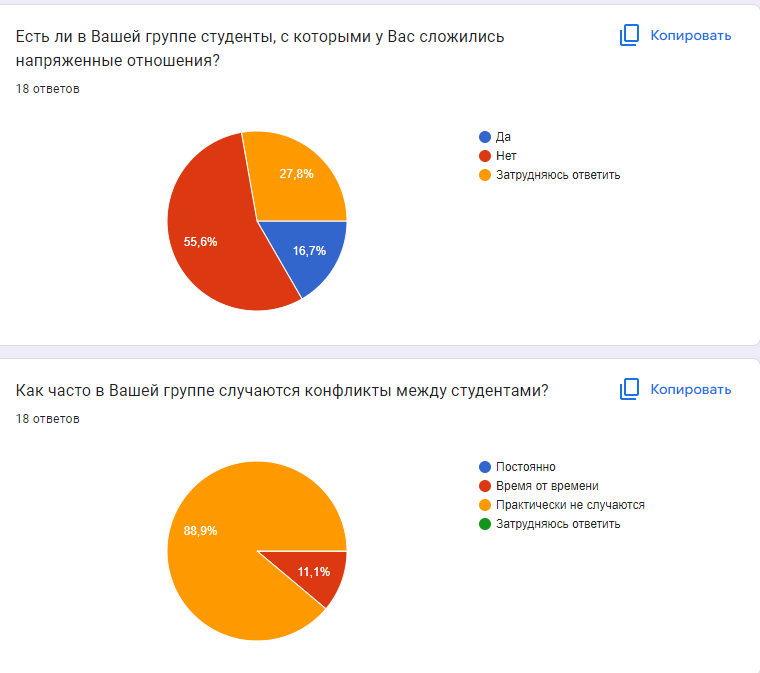 Есть ли в Вашей группе студенты, с которыми у Вас сложились
напряженные отношения?
Копировать
18 ответов
Да
Нет
Затрудняюсь ответить
27,8%
55,6%
16,7%
Как часто в Вашей группе случаются конфликты между студентами?
Копировать
18 ответов
Постоянно
Время от времени
Практически не случаются
Затрудняюсь ответить
88,9%
11,1%